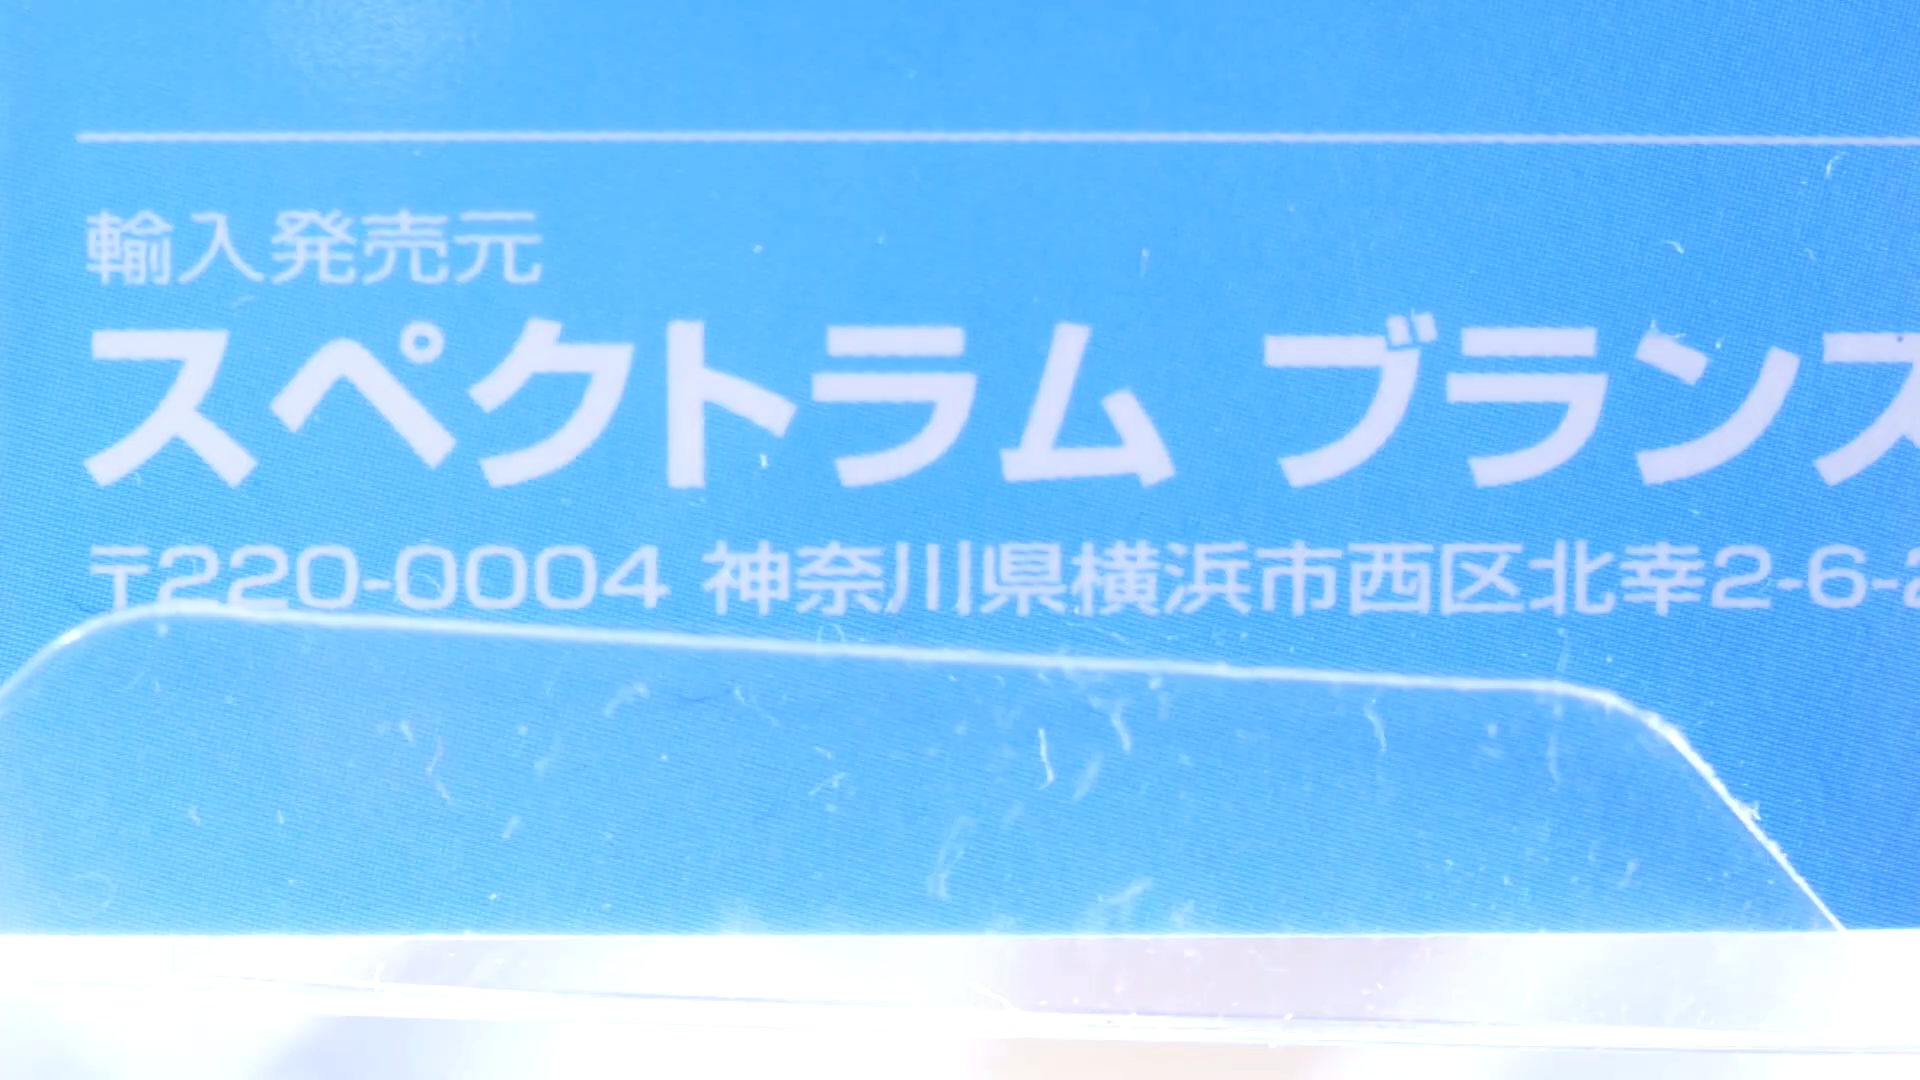 輸入発売元
スペクトラム ブランズ
〒220-0004 神奈川県横浜市西区北幸2-6-